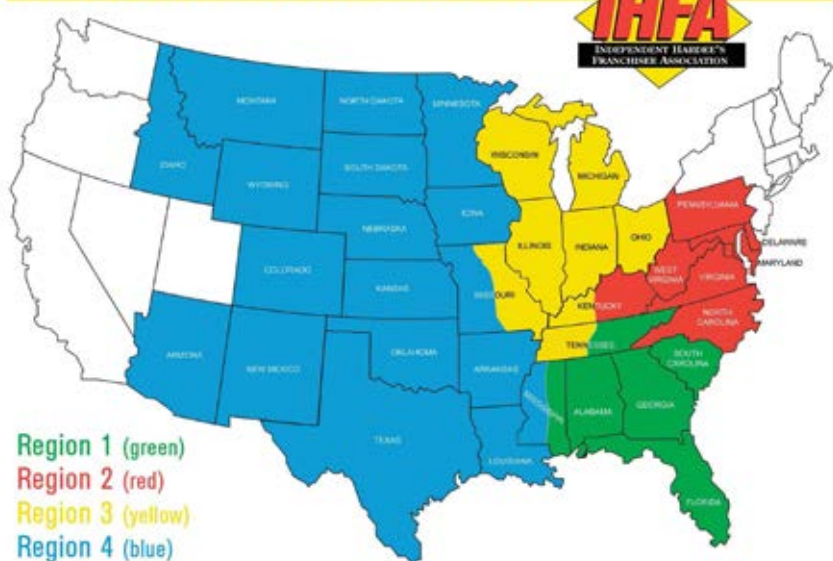 IHFA
INDEPENDENT HARDEE'S
FRANCHISEE ASSOCIATION
MONTANA
NORTH DAKOTA
MINNESOTA
IDAHO
WYOMING
SOUTH DAKOTA
WISCONSIN
MICHIGAN
IOWA
NEBRASKA
PENNSYLVANIA
ILLINOIS
INDIANA
OHIO
DELAWARE
MARYLAND
COLORADO
KANSAS
MISSOURI
WEST
VIRGINIA
VIRGINIA
KENTUCKY
NORTH
CAROLINA
TENNESSEE
ARIZONA
NEW MEXICO
OKLAHOMA
ARKANSAS
SOUTH
CAROLINA
MISSISSIPPI
ALABAMA
GEORGIA
TEXAS
LOUISIANA
FLORIDA
Region 1 (green)
Region 2 (red)
Region 3 (yellow)
Region 4 (blue)